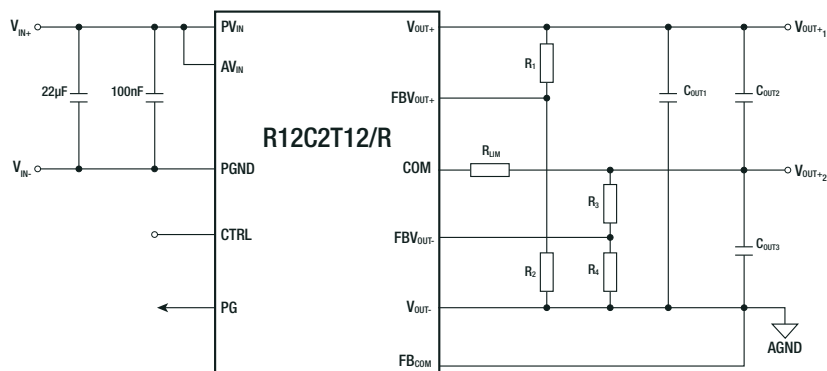 VIN+
PVIN
VOUT+
VOUT+1
R1
AVIN
22µF
100nF
COUT1
COUT2
FBVOUT+
R12C2T12/R
RLIM
VIN-
PGND
COM
VOUT+2
R3
CTRL
FBVOUT-
COUT3
R2
R4
PG
VOUT-
AGND
FBCOM